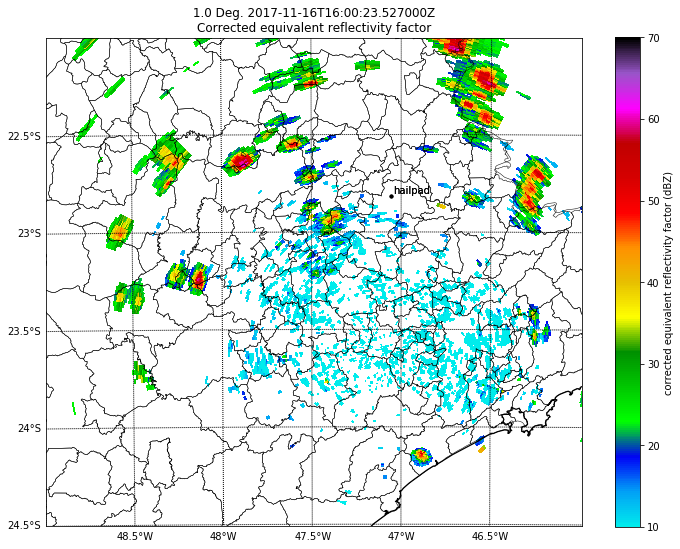 1.0 Deg. 2017-11-16T16:00:23.527000Z
Corrected equivalent reflectivity factor
22.5°S
23°S
23.5°S
24°S
24.5°S
48.5°W
48°W
47.5°W
47°W
46.5°W
hailpad
70
60
50
40
30
20
10
corrected equivalent reflectivity factor (dBZ)